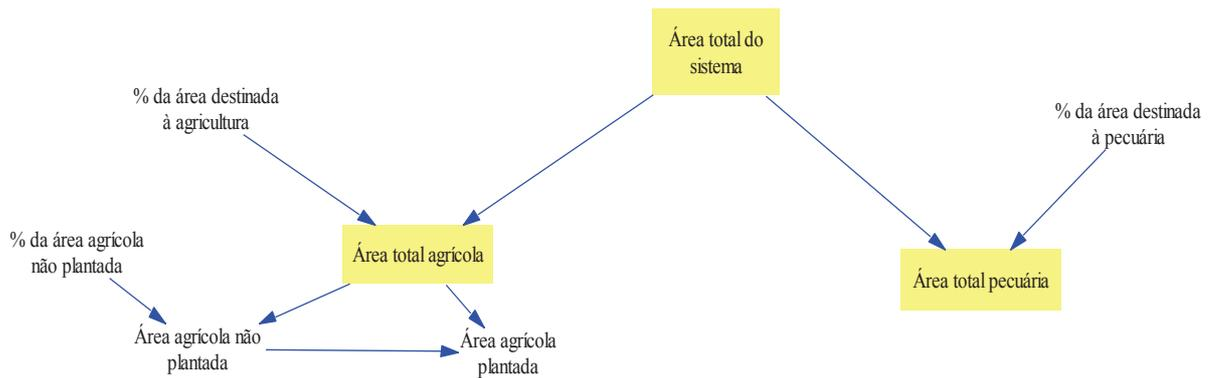 Área total do
sistema
% da área destinada
à agricultura
% da área destinada
à pecuária
% da área agrícola
não plantada
Área total agrícola
Área total pecuária
Área agrícola não
plantada
Área agrícola
plantada